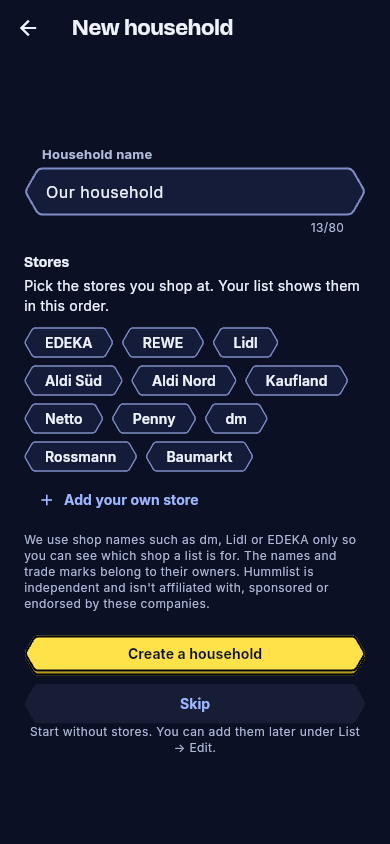 New household
Household name
Our household
13/80
Stores
Pick the stores you shop at. Your list shows them
in this order.
EDEKA REWE Lidl
Aldi Süd Aldi Nord Kaufland
Netto Penny dm
Rossmann Baumarkt
+ Add your own store
We use shop names such as dm, Lidl or EDEKA only so
you can see which shop a list is for. The names and
trade marks belong to their owners. Hummlist is
independent and isn't affiliated with, sponsored or
endorsed by these companies.
Create a household
Skip
Start without stores. You can add them later under List
→ Edit.